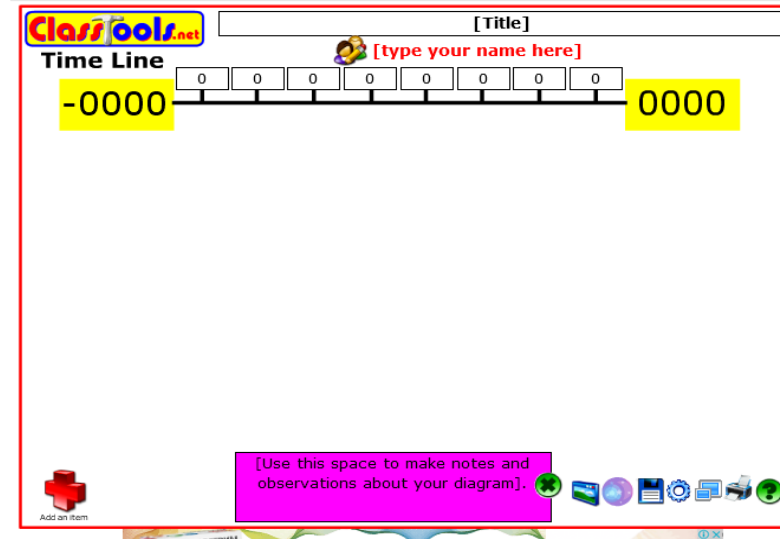 ClassTools.net
[Title]
Time Line
[type your name here]
0 0 0 0 0 0 0 0
-0000 0000
[Use this space to make notes and
observations about your diagram].
Add an item